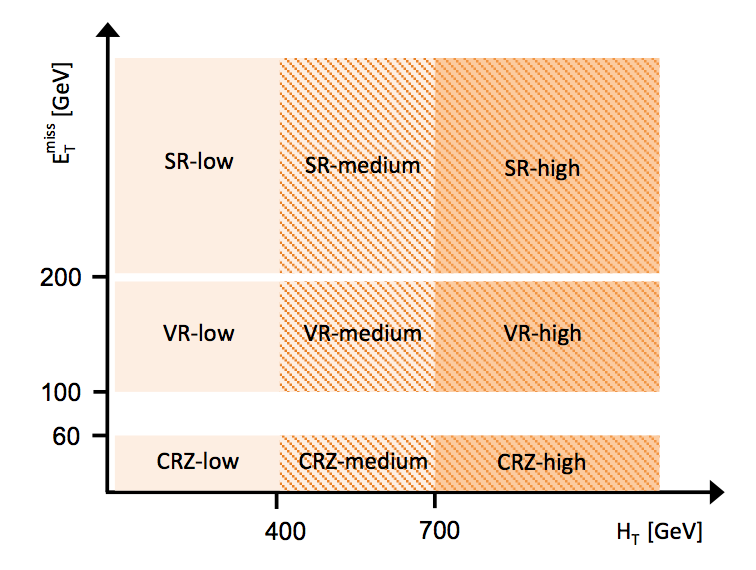 E_T^miss [GeV]
SR-low SR-medium SR-high
200
VR-low VR-medium VR-high
100
60
CRZ-low CRZ-medium CRZ-high
400 700 H_T [GeV]